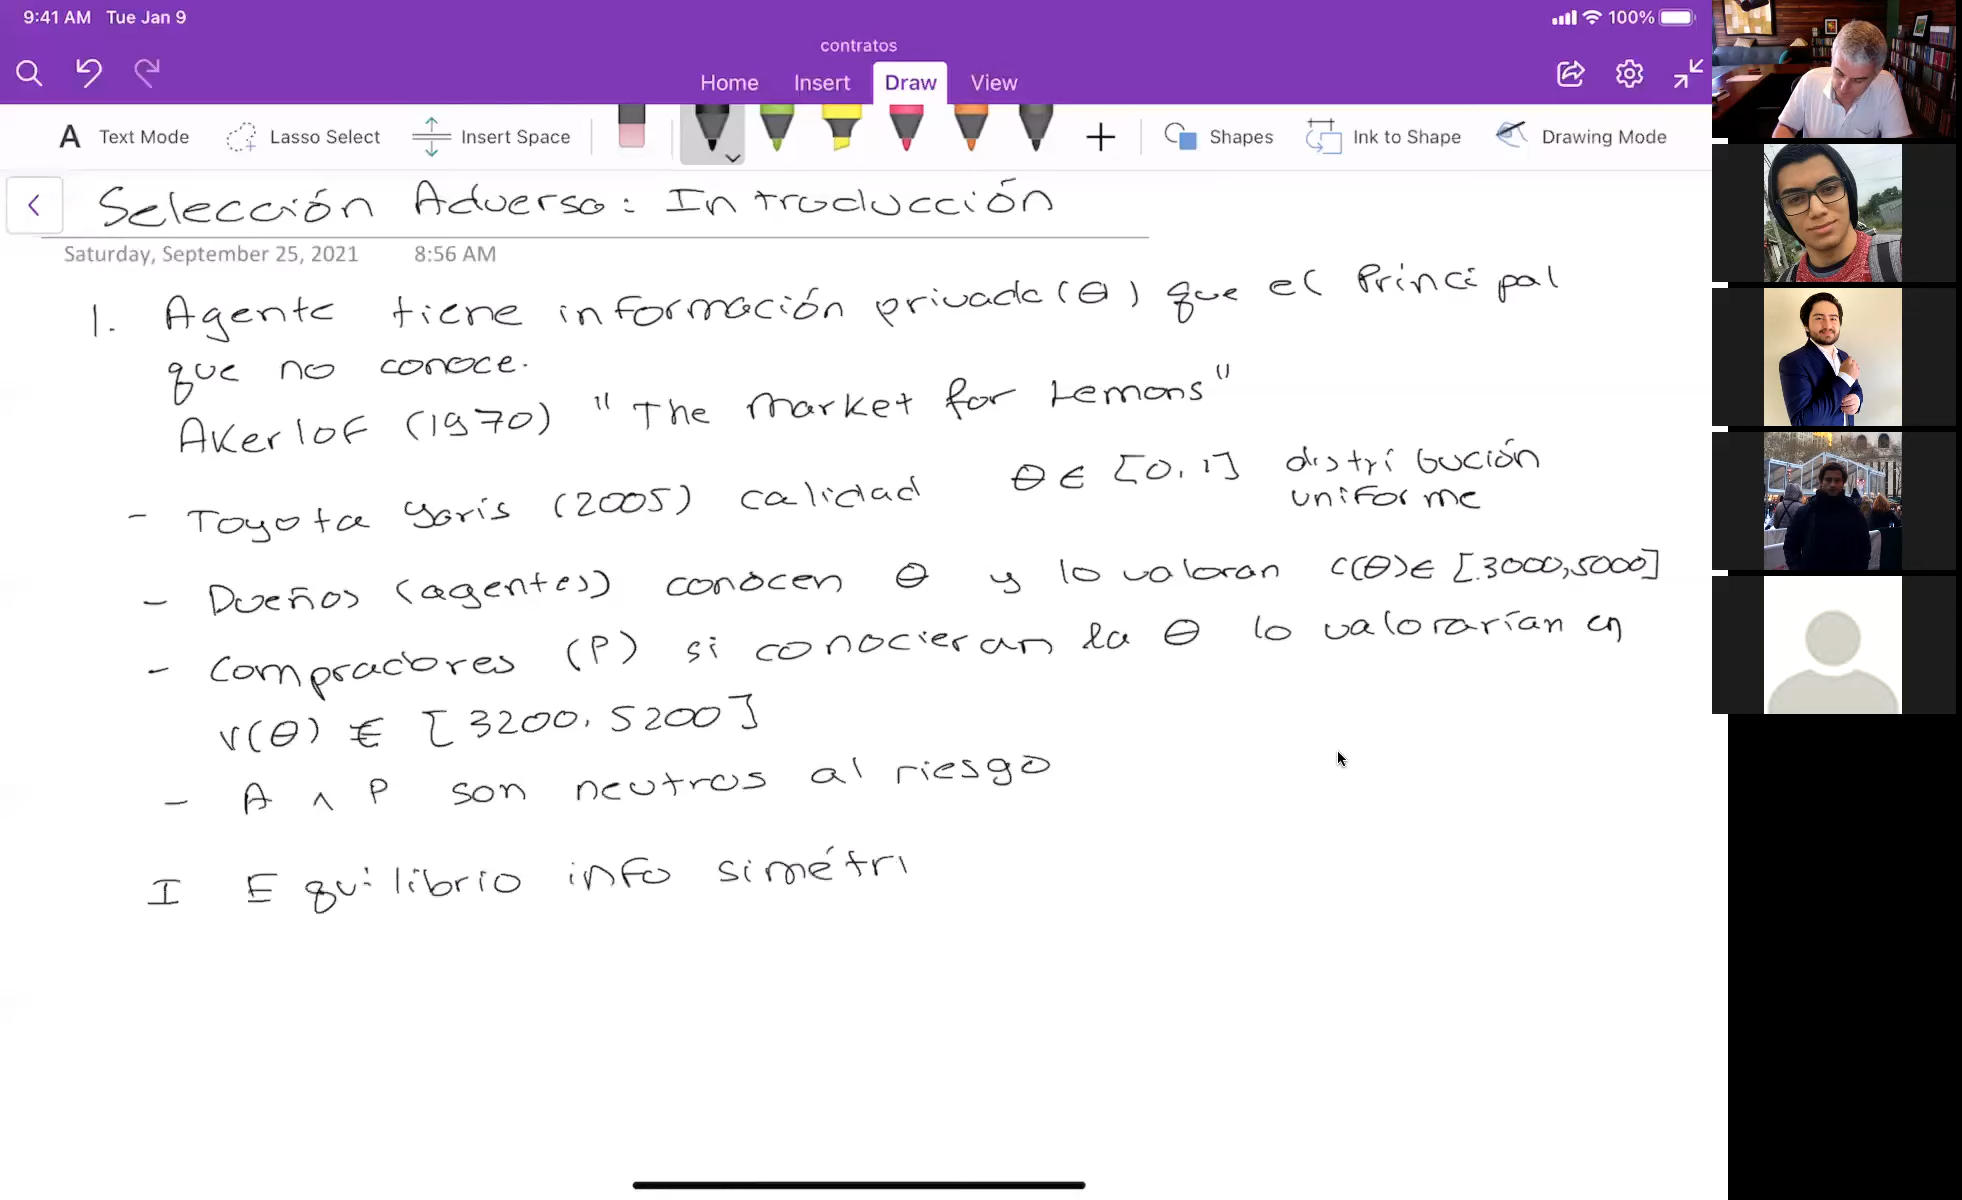 9:41 AM Tue Jan 9
100%
contratos
Home Insert Draw View
A Text Mode Lasso Select Insert Space Shapes Ink to Shape Drawing Mode
Selección Adversa: Introducción
Saturday, September 25, 2021 8:56 AM
1. Agente tiene información privada (θ) que el Principal
que no conoce.
Akerlof (1970) "The Market for Lemons"
- Toyota Yaris (2005) calidad θ ∈ [0,1] distribución
uniforme
- Dueños (agentes) conocen θ y lo valoran c(θ) ∈ [3000,5000]
- Compradores (P) si conocieran la θ lo valorarían en
v(θ) ∈ [3200, 5200]
- A ∧ P son neutros al riesgo
I Equilibrio info simétri